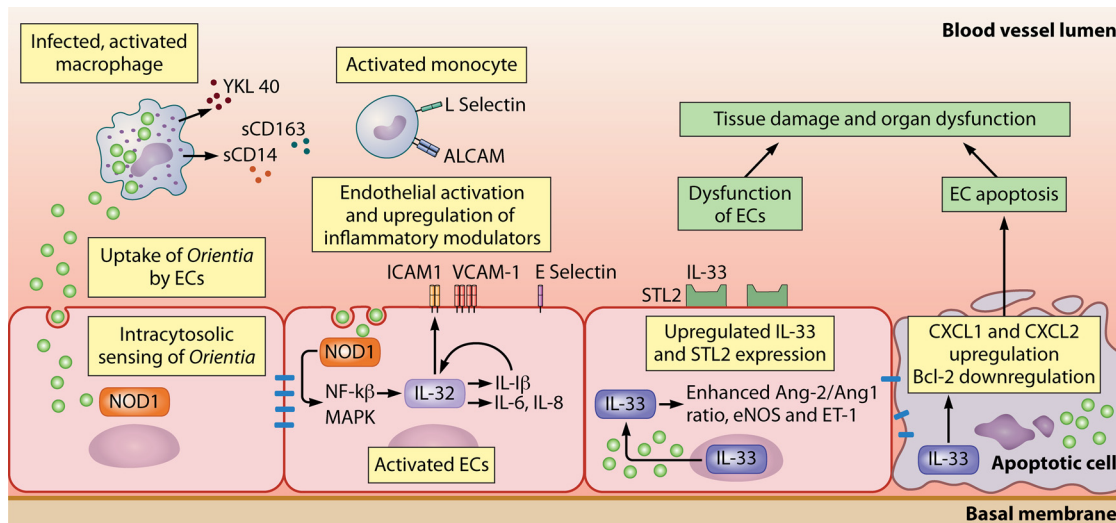 Blood vessel lumen
Infected, activated
macrophage
YKL 40
sCD163
sCD14
Activated monocyte
L Selectin
ALCAM
Tissue damage and organ dysfunction
Dysfunction
of ECs
EC apoptosis
Endothelial activation
and upregulation of
inflammatory modulators
Uptake of Orientia
by ECs
ICAM1
VCAM-1
E Selectin
IL-33
STL2
Intracytosolic
sensing of Orientia
NOD1
NOD1
NF-kβ
MAPK
IL-32
IL-Iβ
IL-6, IL-8
Activated ECs
Upregulated IL-33
and STL2 expression
IL-33
Enhanced Ang-2/Ang1
ratio, eNOS and ET-1
IL-33
CXCL1 and CXCL2
upregulation
Bcl-2 downregulation
IL-33
Apoptotic cell
Basal membrane